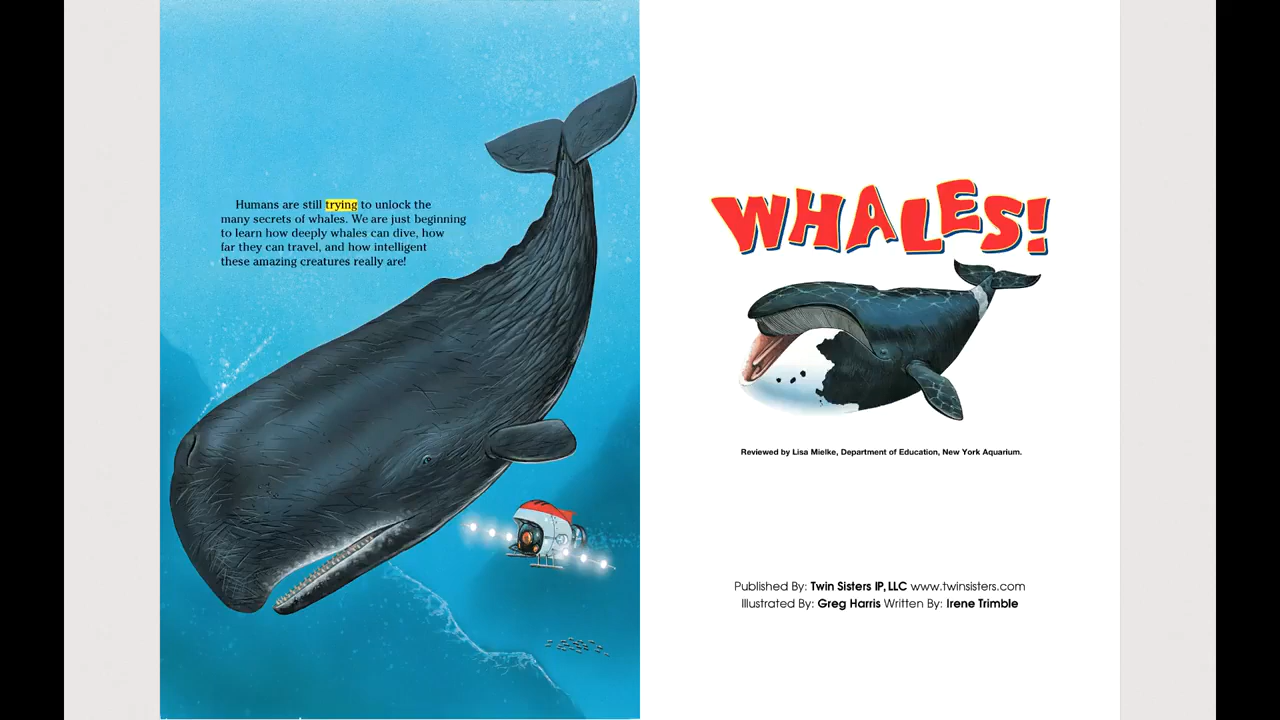 Humans are still trying to unlock the
many secrets of whales. We are just beginning
to learn how deeply whales can dive, how
far they can travel, and how intelligent
these amazing creatures really are!
WHALES!
Reviewed by Lisa Mielke, Department of Education, New York Aquarium.
Published By: Twin Sisters IP, LLC www.twinsisters.com
Illustrated By: Greg Harris Written By: Irene Trimble